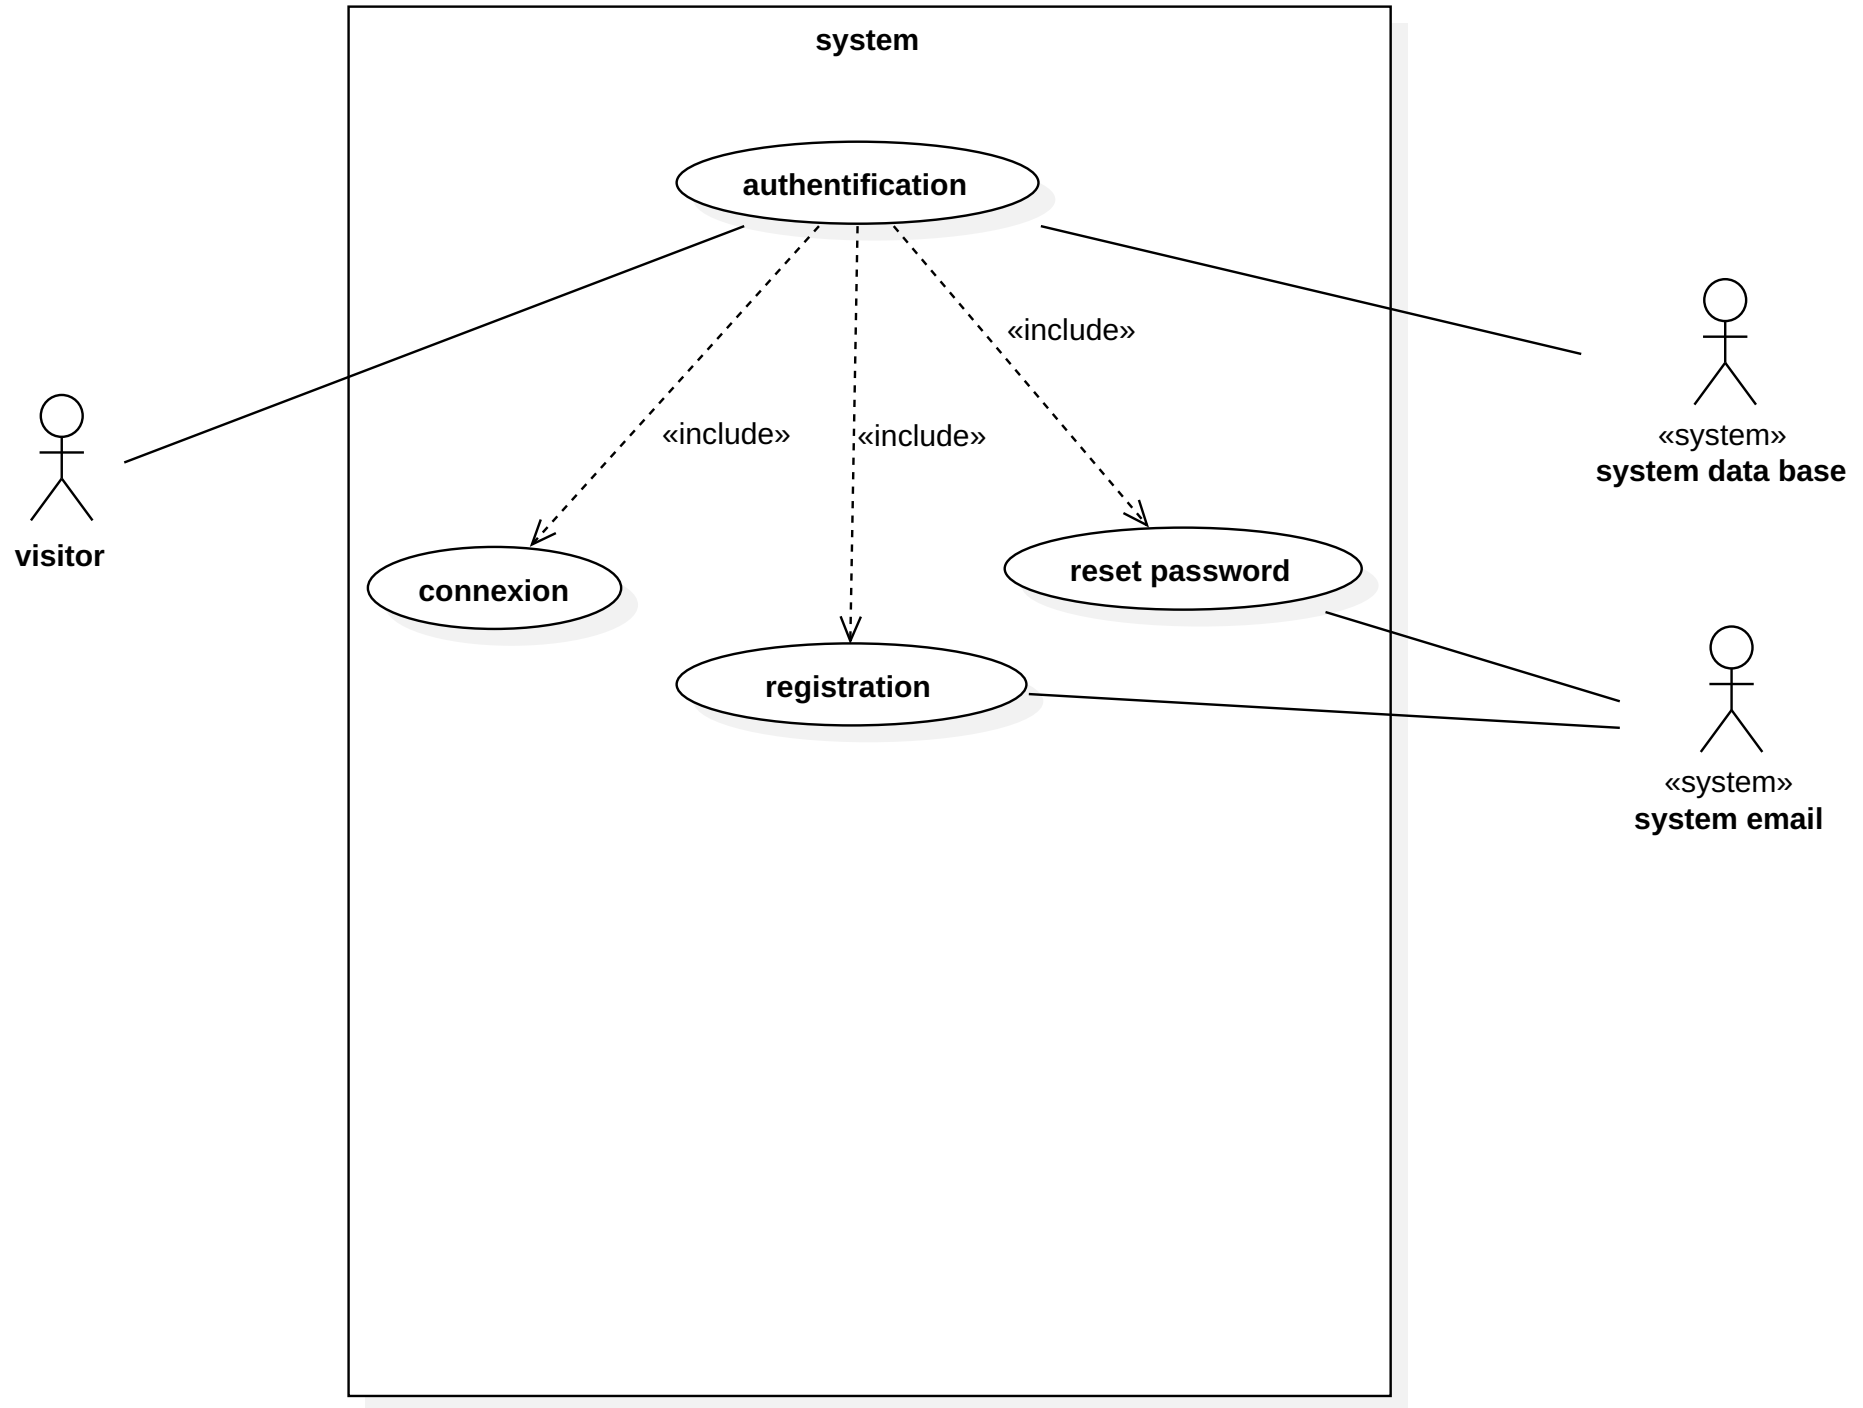 system
authentification
«include»
«include»
«include»
«system»
system data base
visitor
connexion
reset password
registration
«system»
system email